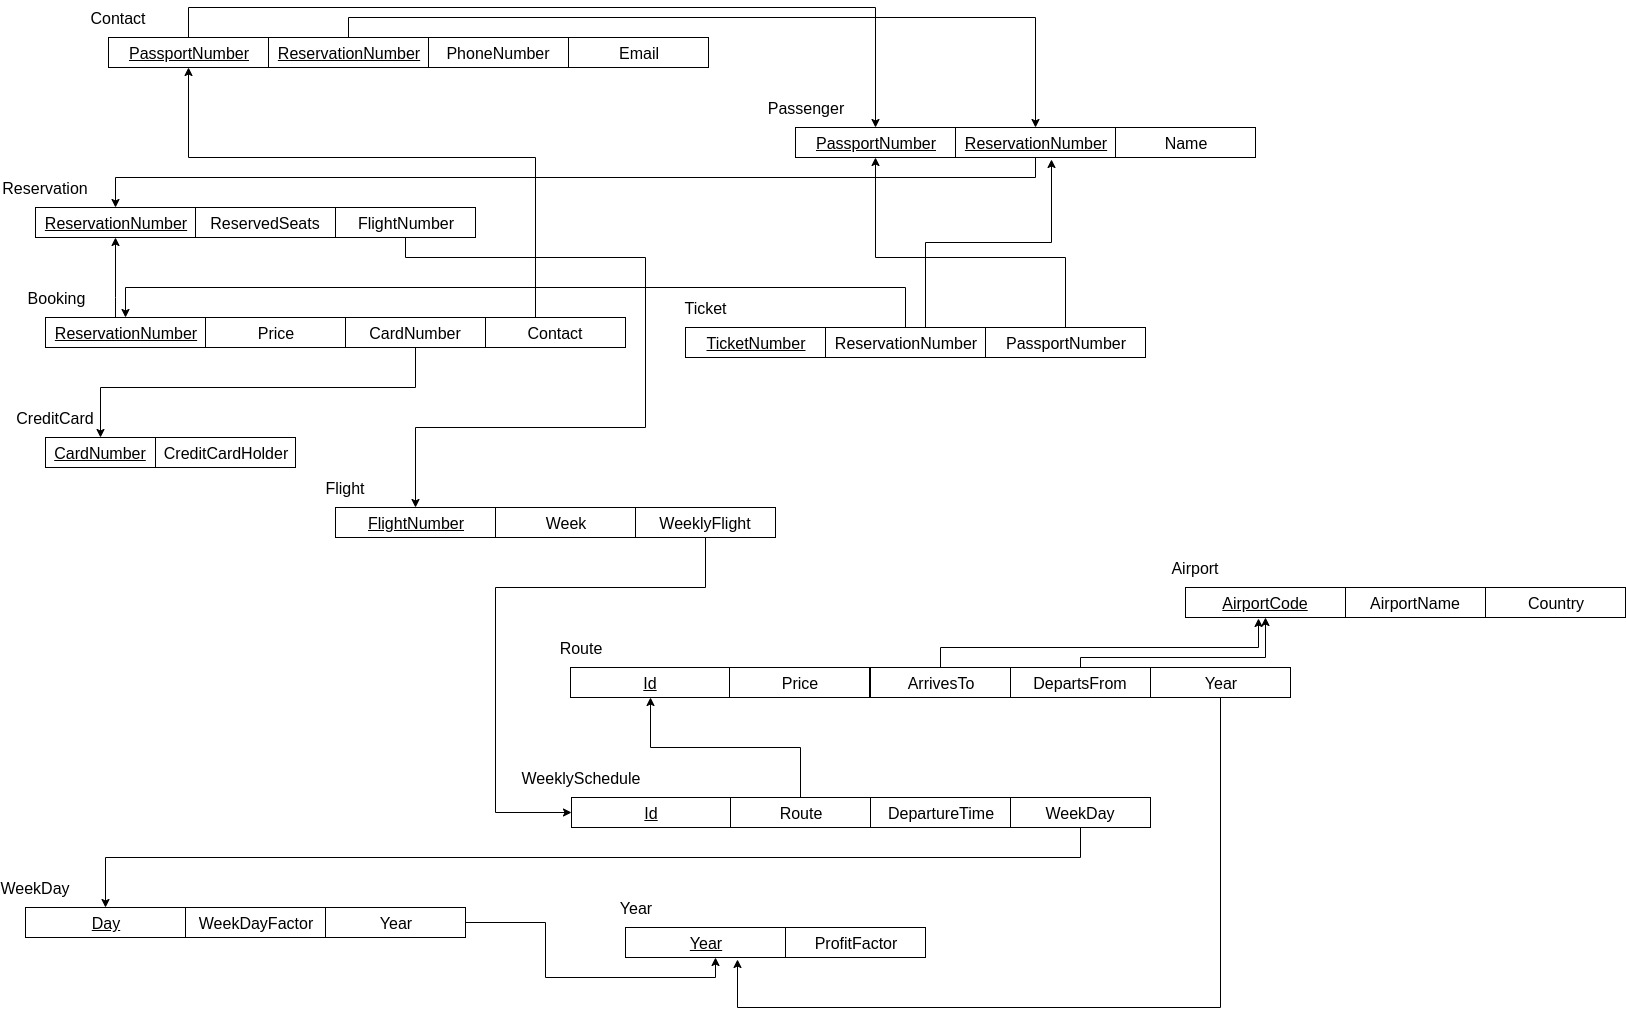 Contact
PassportNumber ReservationNumber PhoneNumber Email
Passenger
PassportNumber ReservationNumber Name
Reservation
ReservationNumber ReservedSeats FlightNumber
Booking
ReservationNumber Price CardNumber Contact
Ticket
TicketNumber ReservationNumber PassportNumber
CreditCard
CardNumber CreditCardHolder
Flight
FlightNumber Week WeeklyFlight
Airport
AirportCode AirportName Country
Route
Id Price ArrivesTo DepartsFrom Year
WeeklySchedule
Id Route DepartureTime WeekDay
WeekDay
Day WeekDayFactor Year
Year
Year ProfitFactor